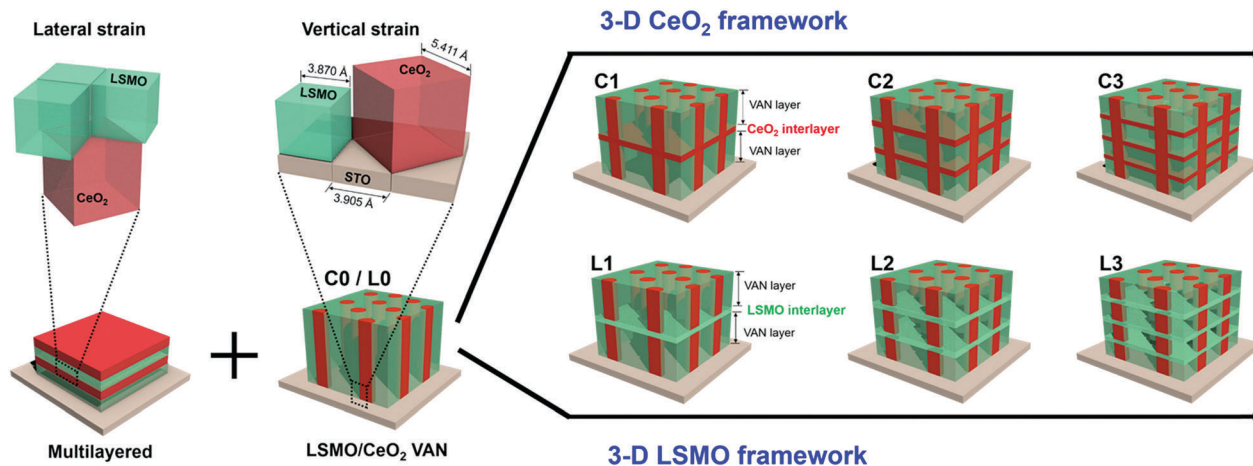 3-D CeO₂ framework
Lateral strain
Vertical strain
LSMO
CeO₂
3.870 Å
LSMO
5.411 Å
CeO₂
STO
3.905 Å
C0 / L0
Multilayered
LSMO/CeO₂ VAN
C1
VAN layer
CeO₂ interlayer
VAN layer
C2
C3
L1
VAN layer
LSMO interlayer
VAN layer
L2
L3
3-D LSMO framework